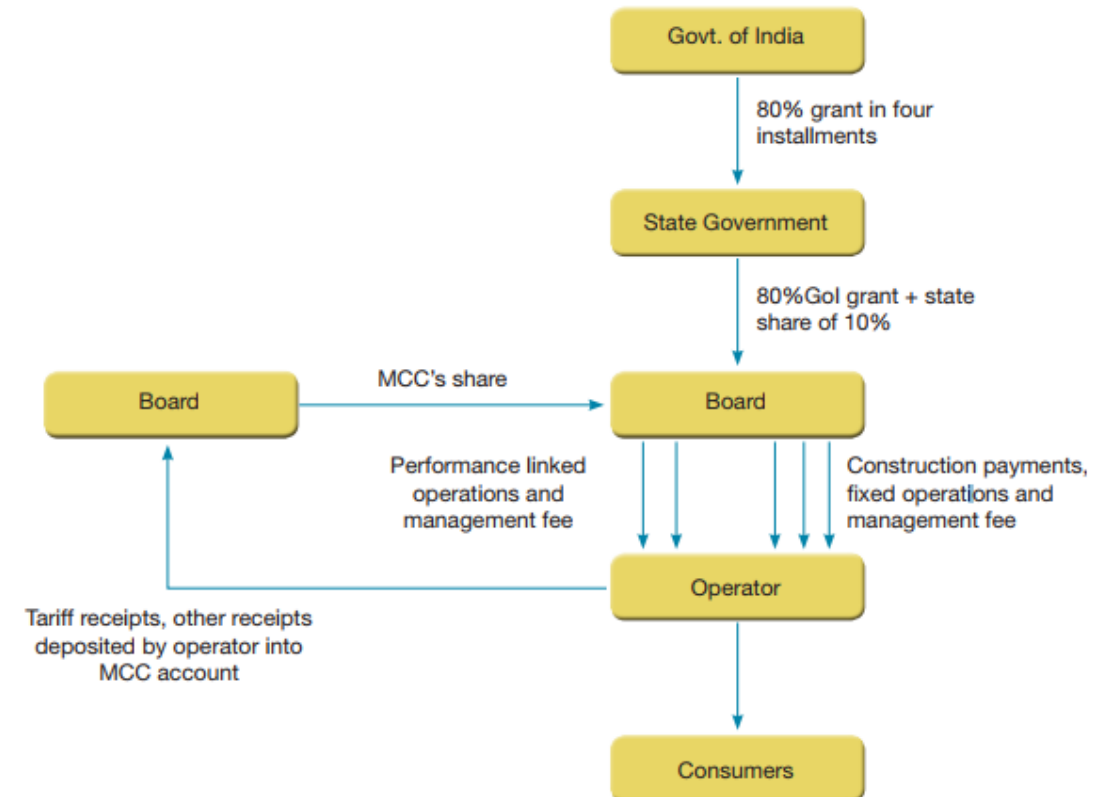 Govt. of India
80% grant in four
installments
State Government
80%GoI grant + state
share of 10%
Board
MCC's share
Board
Performance linked
operations and
management fee
Construction payments,
fixed operations and
management fee
Operator
Tariff receipts, other receipts
deposited by operator into
MCC account
Consumers